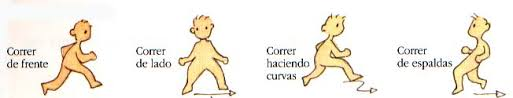 Correr
de frente
Correr
de lado
Correr
haciendo
curvas
Correr
de espaldas